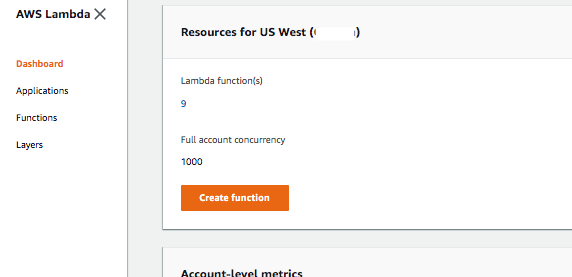 AWS Lambda
Dashboard
Applications
Functions
Layers
Resources for US West ( )
Lambda function(s)
9
Full account concurrency
1000
Create function
Account-level metrics